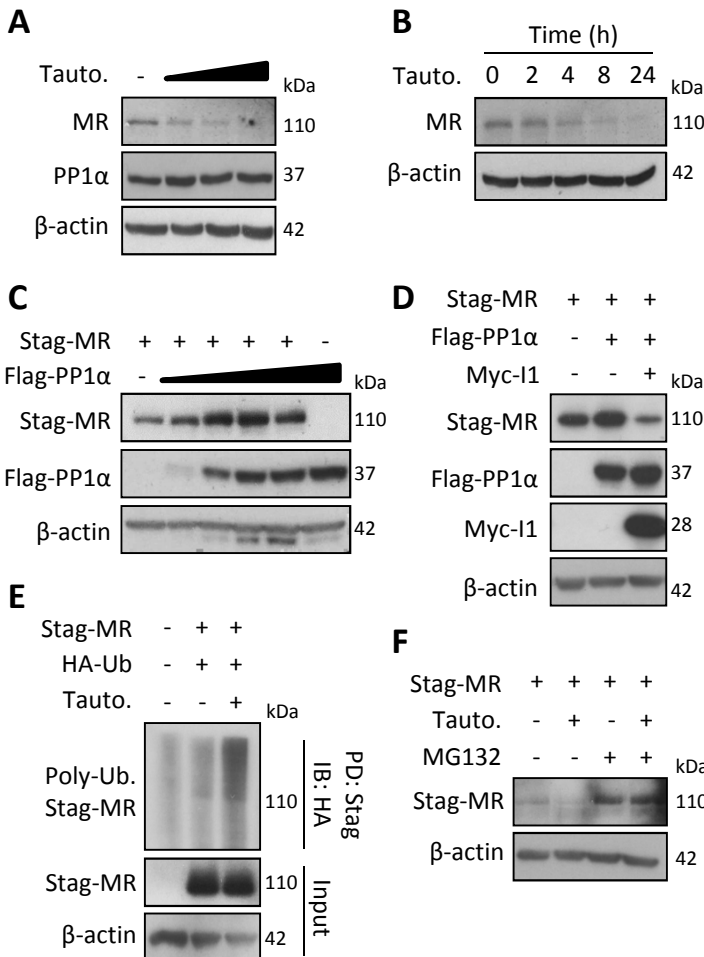 A
Tauto. - kDa
MR 110
PP1α 37
β-actin 42
B
Time (h)
Tauto. 0 2 4 8 24 kDa
MR 110
β-actin 42
C
Stag-MR + + + + + -
Flag-PP1α - kDa
Stag-MR 110
Flag-PP1α 37
β-actin 42
D
Stag-MR + + +
Flag-PP1α - + +
Myc-I1 - - + kDa
Stag-MR 110
Flag-PP1α 37
Myc-I1 28
β-actin 42
E
Stag-MR - + +
HA-Ub - + +
Tauto. - - + kDa
Poly-Ub.
Stag-MR 110
PD: Stag
IB: HA
Stag-MR 110
β-actin 42
Input
F
Stag-MR + + + +
Tauto. - + - +
MG132 - - + + kDa
Stag-MR 110
β-actin 42